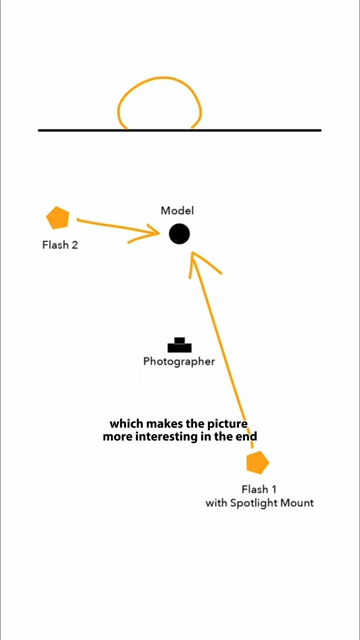 Model
Flash 2
Photographer
which makes the picture
more interesting in the end
Flash 1
with Spotlight Mount